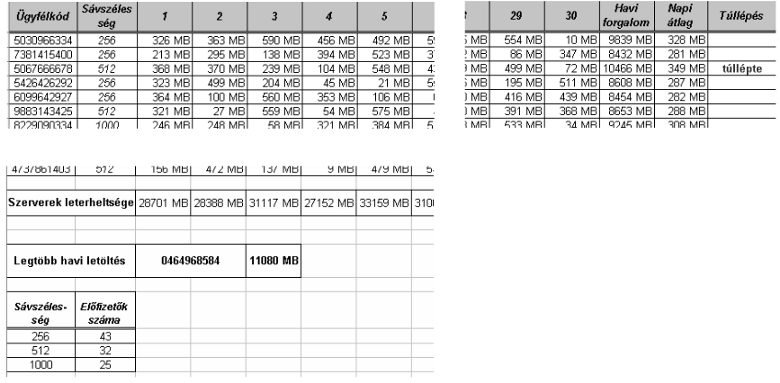 Ügyfélkód Sávszéles ség 1 2 3 4 5
5030966334 256 326 MB 363 MB 590 MB 456 MB 492 MB
7381415400 256 213 MB 295 MB 138 MB 394 MB 523 MB
5067666678 512 368 MB 370 MB 239 MB 104 MB 548 MB
5426426292 256 323 MB 499 MB 204 MB 45 MB 21 MB
6099642927 256 364 MB 100 MB 560 MB 353 MB 106 MB
9883143425 512 321 MB 27 MB 559 MB 54 MB 575 MB
8229090334 1000 246 MB 248 MB 58 MB 321 MB 384 MB
29 30 Havi forgalom Napi átlag Túllépés
554 MB 10 MB 9839 MB 328 MB
86 MB 347 MB 8432 MB 281 MB
499 MB 72 MB 10466 MB 349 MB túllépte
195 MB 511 MB 8608 MB 287 MB
416 MB 439 MB 8454 MB 282 MB
391 MB 368 MB 8653 MB 288 MB
533 MB 34 MB 9245 MB 308 MB
4737861403 512 156 MB 472 MB 137 MB 9 MB 479 MB
Szerverek leterheltsége 28701 MB 28388 MB 31117 MB 27152 MB 33159 MB
Legtöbb havi letöltés 0464968584 11080 MB
Sávszéles- ség Előfizetők száma
256 43
512 32
1000 25